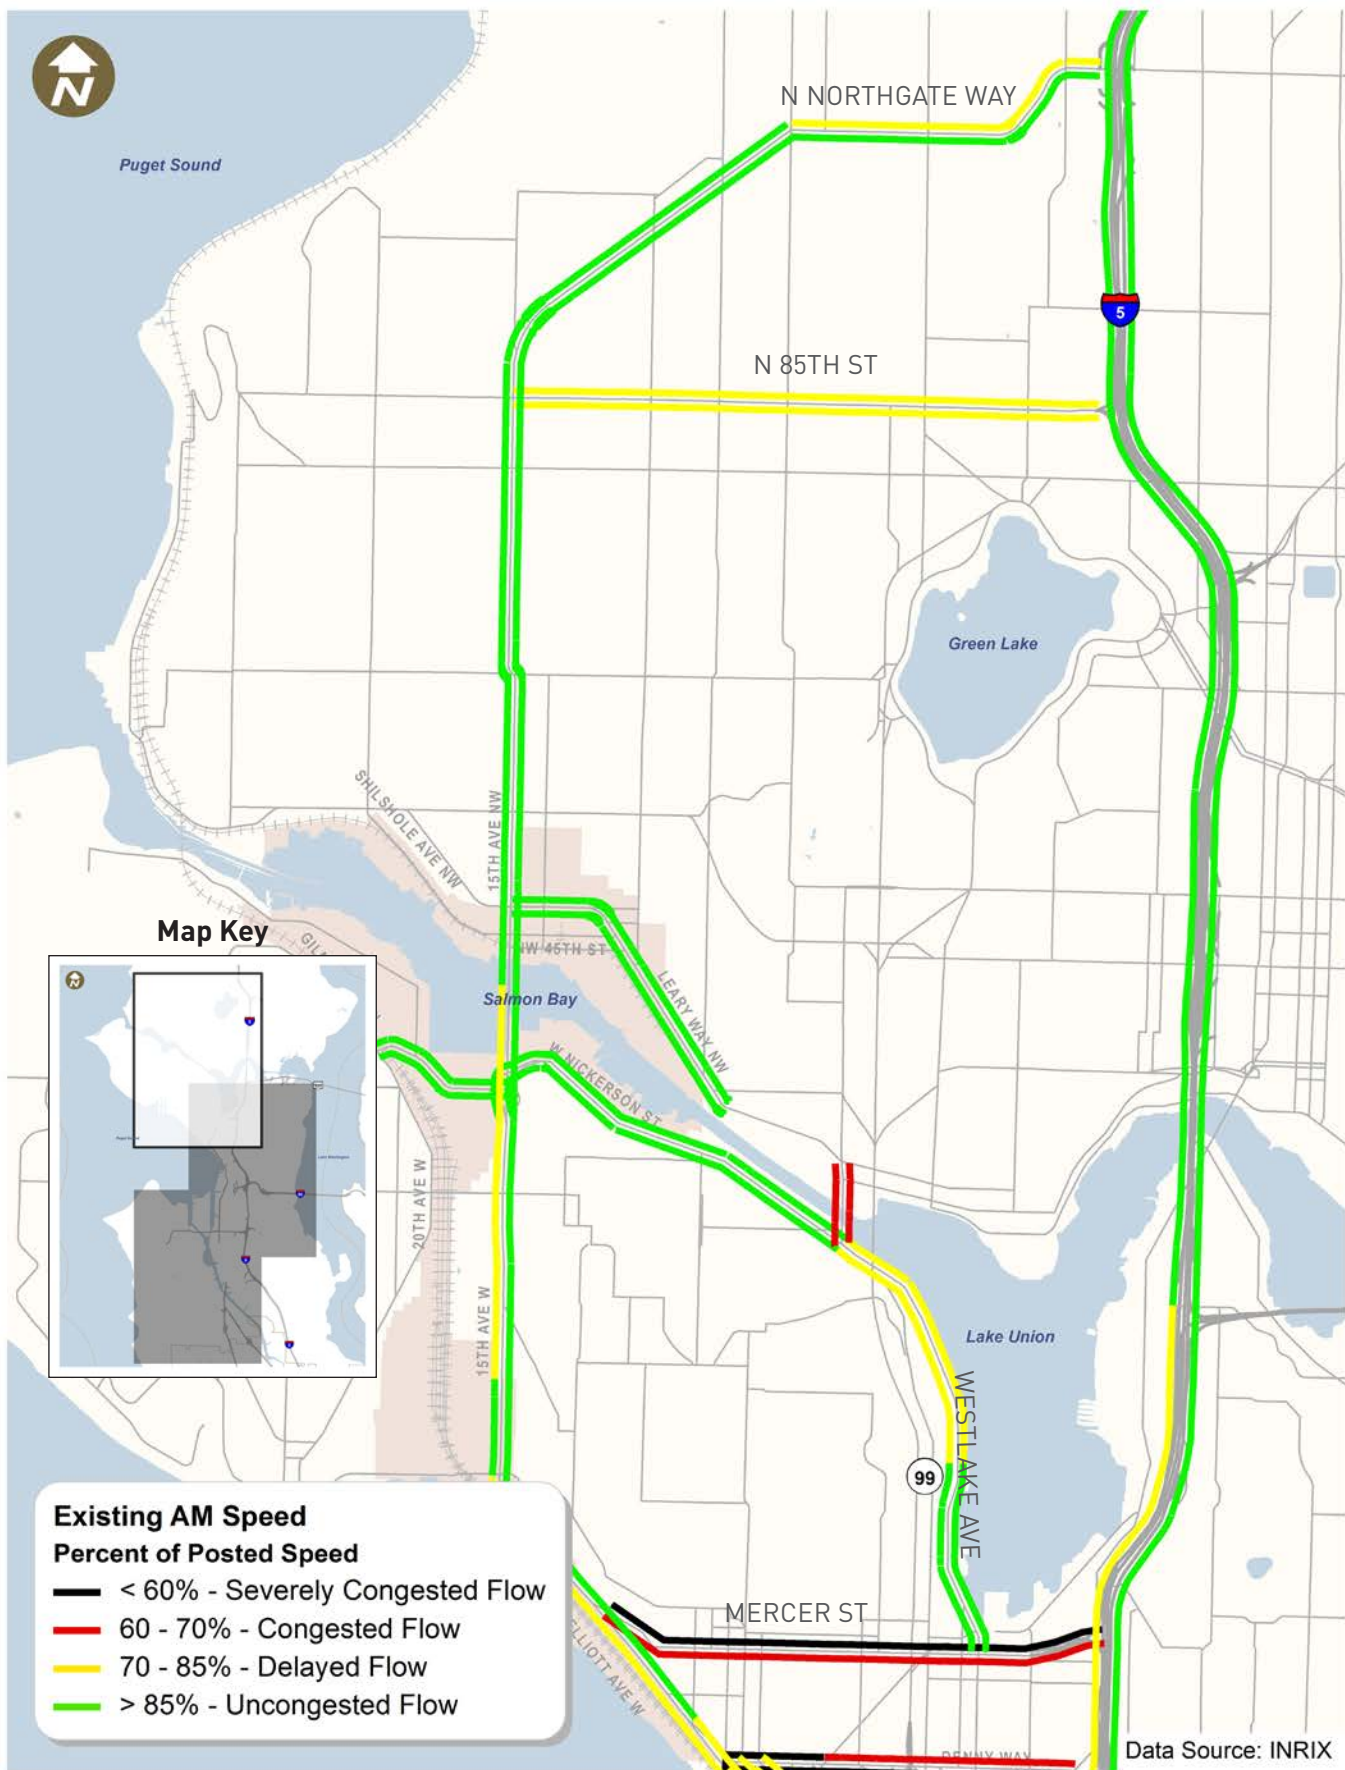 N
N NORTHGATE WAY
Puget Sound
5
N 85TH ST
Green Lake
SHILSHOLE AVE NW
15TH AVE NW
Map Key
NW 45TH ST
Salmon Bay
LEARY WAY NW
W NICKERSON ST
20TH AVE W
15TH AVE W
Lake Union
WESTLAKE AVE
99
Existing AM Speed
Percent of Posted Speed
< 60% - Severely Congested Flow
60 - 70% - Congested Flow
70 - 85% - Delayed Flow
> 85% - Uncongested Flow
MERCER ST
ELLIOTT AVE W
DENNY WAY
Data Source: INRIX